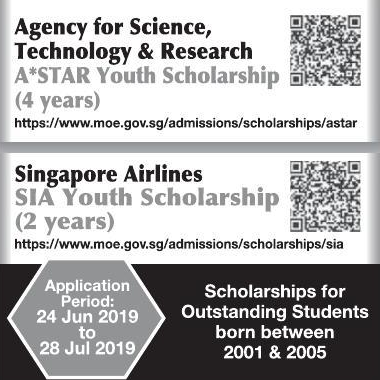 Agency for Science,
Technology & Research
A*STAR Youth Scholarship
(4 years)
https://www.moe.gov.sg/admissions/scholarships/astar
Singapore Airlines
SIA Youth Scholarship
(2 years)
https://www.moe.gov.sg/admissions/scholarships/sia
Application
Period:
24 Jun 2019
to
28 Jul 2019
Scholarships for
Outstanding Students
born between
2001 & 2005